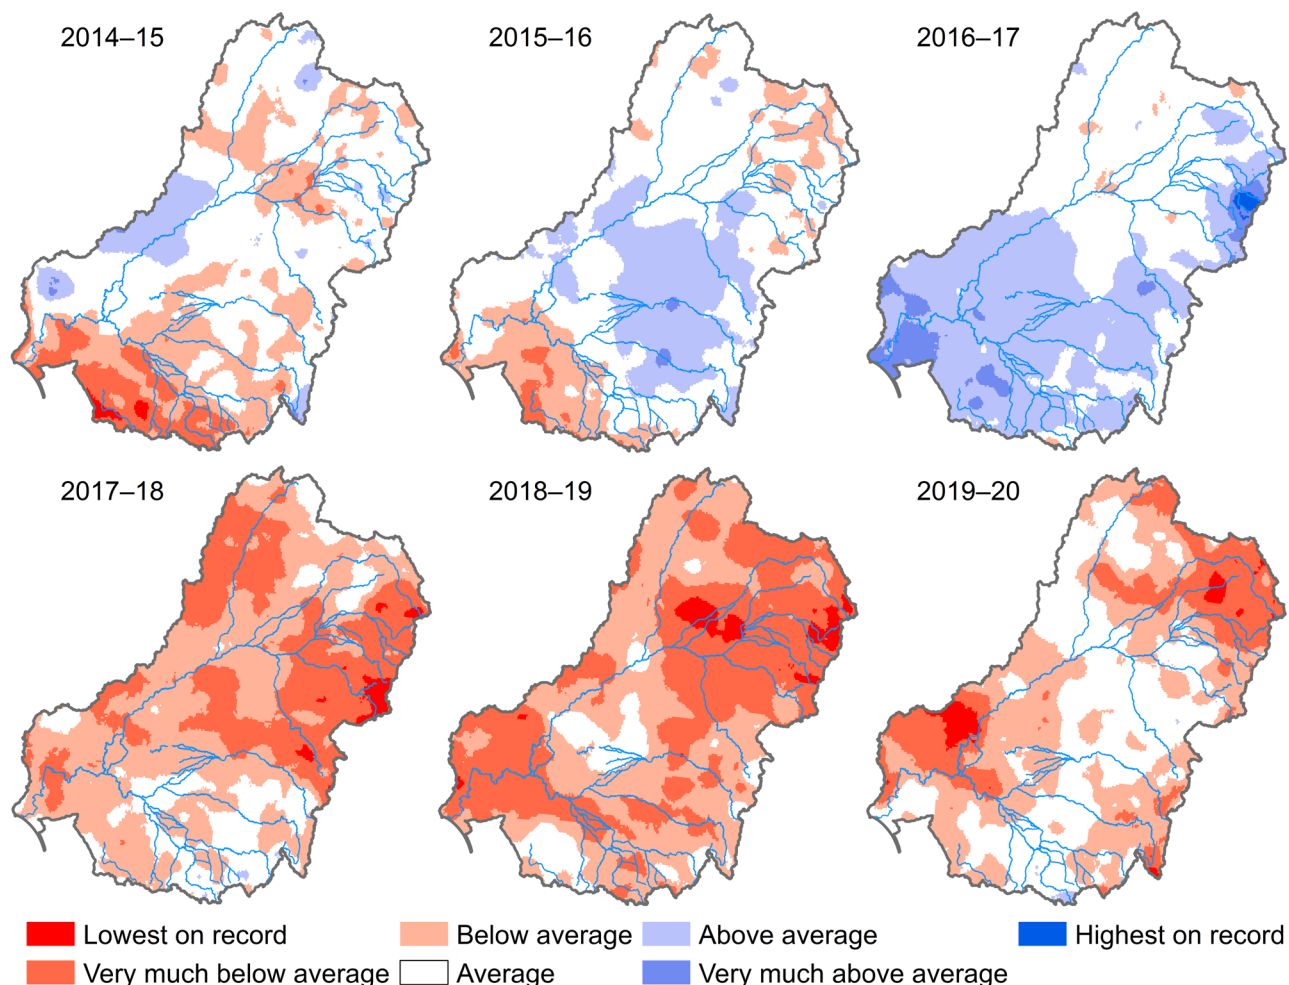 2014–15
2015–16
2016–17
2017–18
2018–19
2019–20
Lowest on record
Below average
Above average
Highest on record
Very much below average
Average
Very much above average